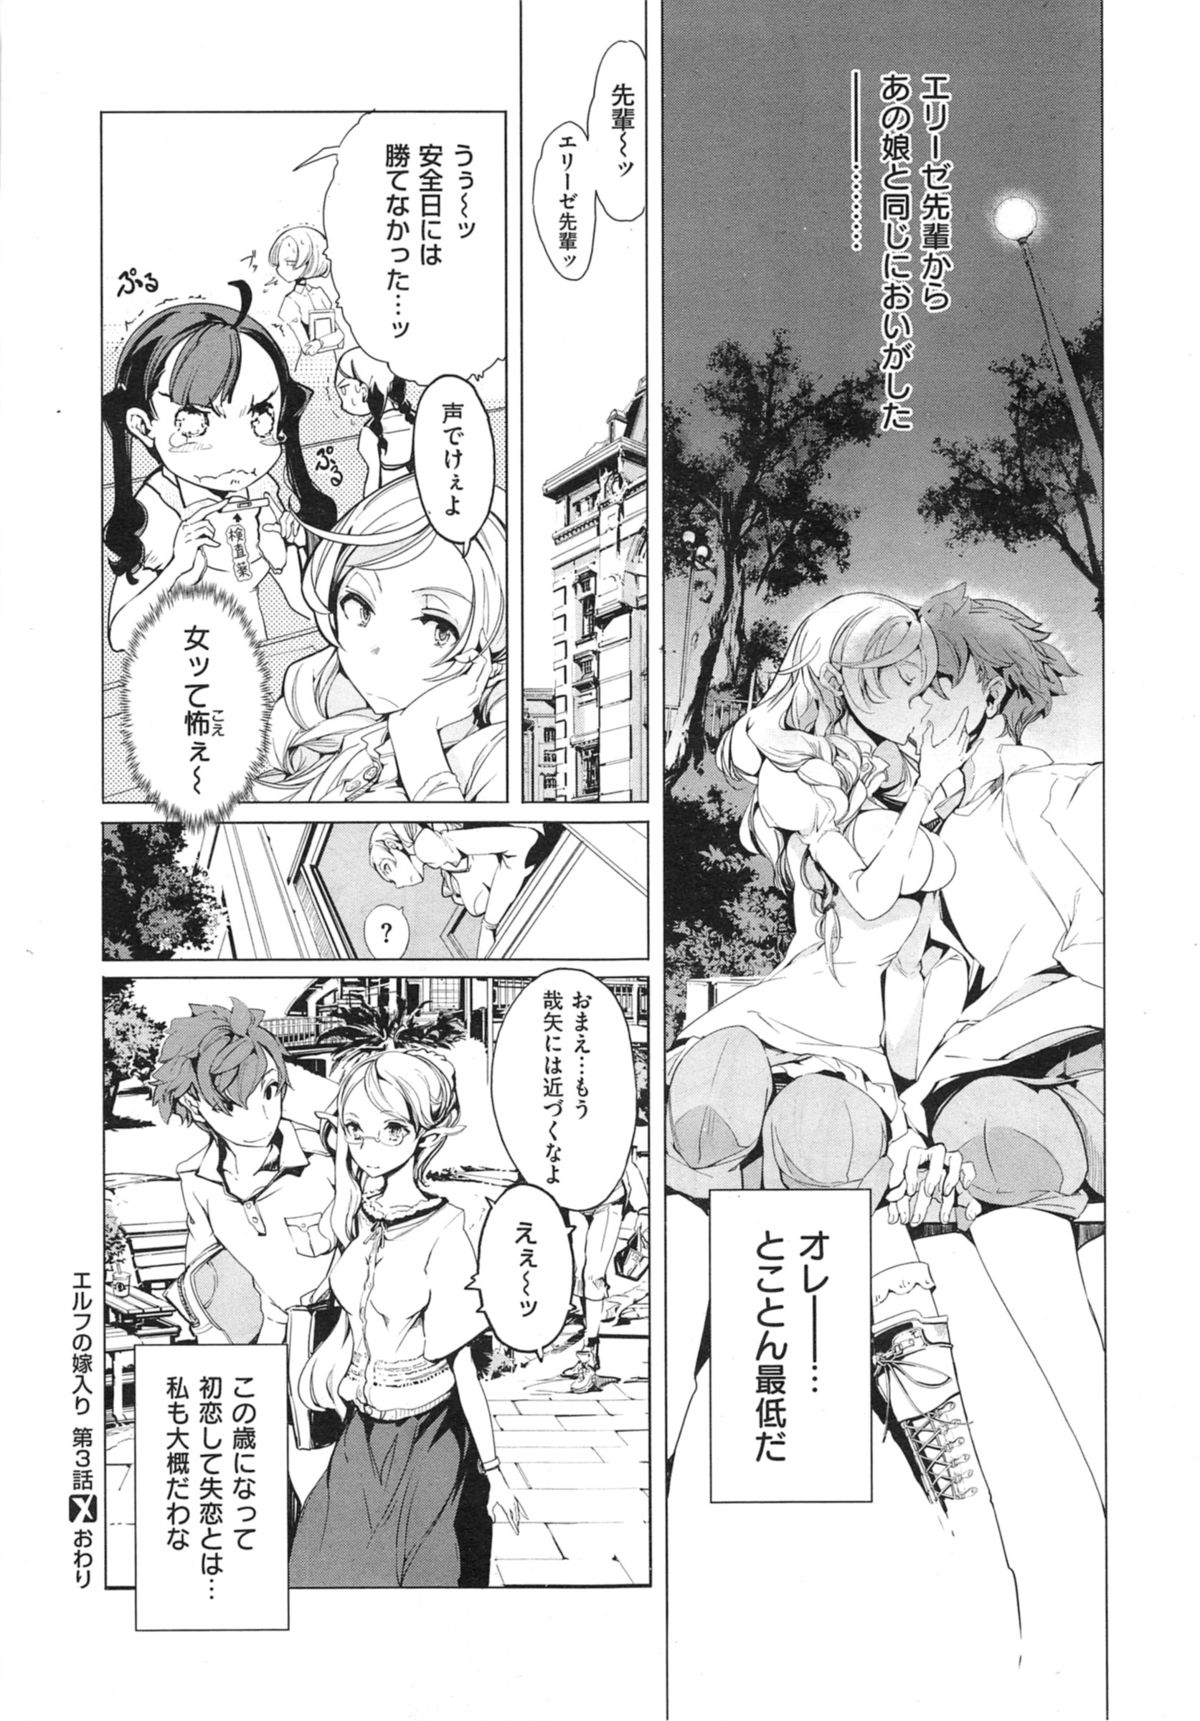 エリーゼ先輩から
あの娘と同じにおいがした
――………
オレ――…
とことん最低だ
先輩〜ッ
エリーゼ先輩ッ
うぅ〜ッ
安全日には
勝てなかった…ッ
ぷる
ぷる
検査薬
声でけぇよ
女ッて怖ぇ〜
こえ
?
おまえ…もう
哉矢には近づくなよ
えぇ〜ッ
この歳になって
初恋して失恋とは…
私も大概だわな
エルフの嫁入り 第3話 X おわり